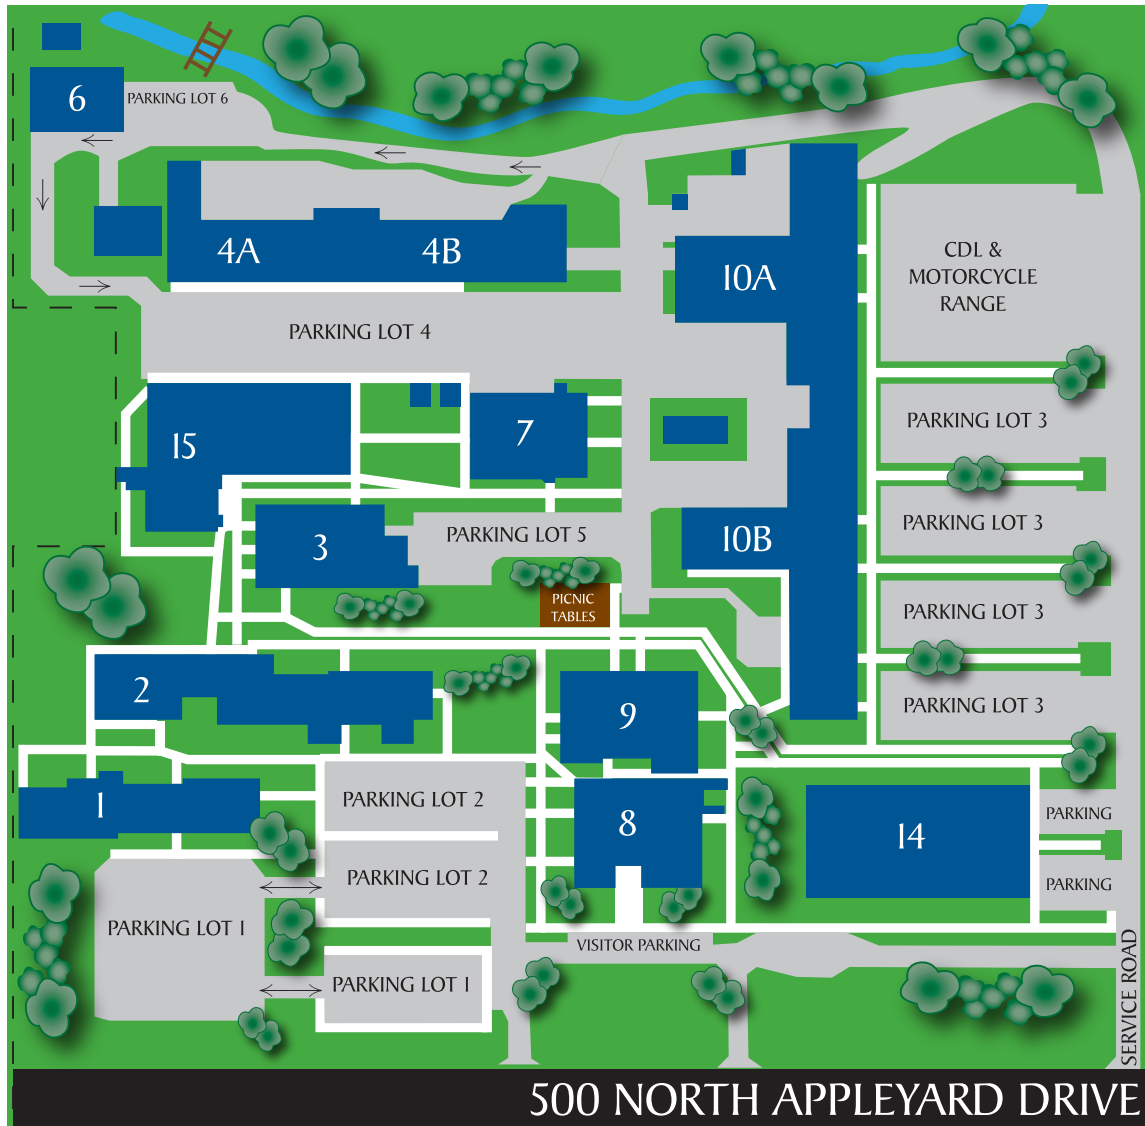 6
PARKING LOT 6
4A
4B
10A
CDL &
MOTORCYCLE
RANGE
PARKING LOT 4
15
7
PARKING LOT 3
3
PARKING LOT 5
10B
PARKING LOT 3
PICNIC
TABLES
PARKING LOT 3
2
9
PARKING LOT 3
1
PARKING LOT 2
8
14
PARKING
PARKING LOT 2
PARKING
PARKING LOT 1
VISITOR PARKING
PARKING LOT 1
SERVICE ROAD
500 NORTH APPLEYARD DRIVE